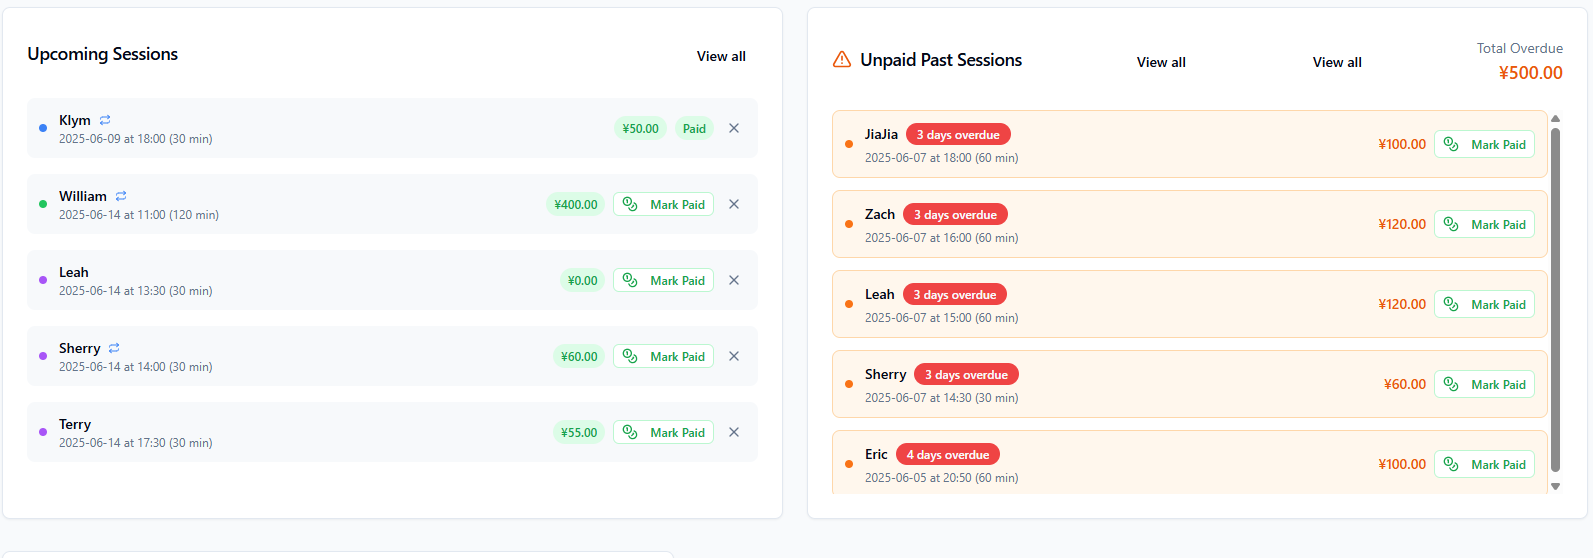 Upcoming Sessions
View all
Klym
2025-06-09 at 18:00 (30 min)
¥50.00
Paid
William
2025-06-14 at 11:00 (120 min)
¥400.00
Mark Paid
Leah
2025-06-14 at 13:30 (30 min)
¥0.00
Mark Paid
Sherry
2025-06-14 at 14:00 (30 min)
¥60.00
Mark Paid
Terry
2025-06-14 at 17:30 (30 min)
¥55.00
Mark Paid
Unpaid Past Sessions
View all
View all
Total Overdue
¥500.00
JiaJia
3 days overdue
2025-06-07 at 18:00 (60 min)
¥100.00
Mark Paid
Zach
3 days overdue
2025-06-07 at 16:00 (60 min)
¥120.00
Mark Paid
Leah
3 days overdue
2025-06-07 at 15:00 (60 min)
¥120.00
Mark Paid
Sherry
3 days overdue
2025-06-07 at 14:30 (30 min)
¥60.00
Mark Paid
Eric
4 days overdue
2025-06-05 at 20:50 (60 min)
¥100.00
Mark Paid